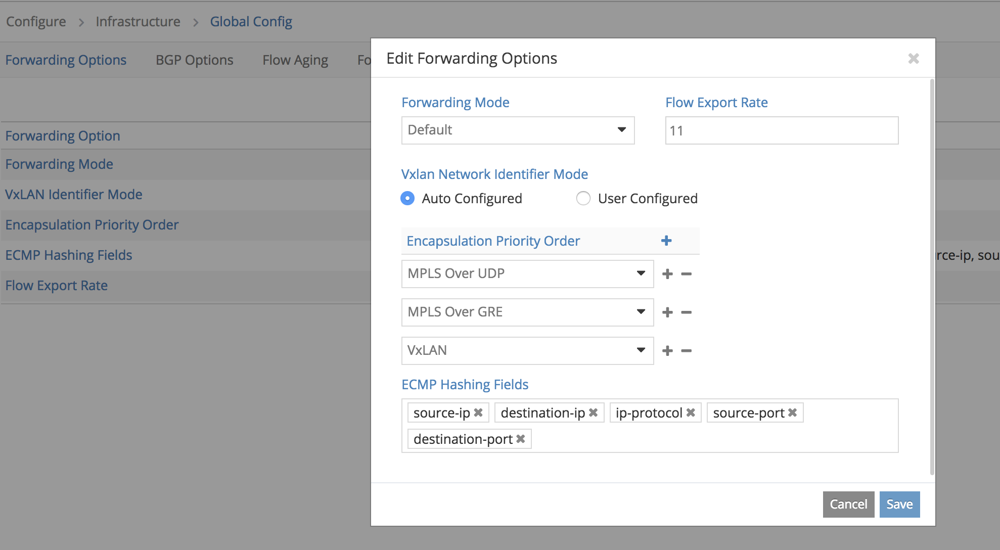 Configure > Infrastructure > Global Config
Forwarding Options BGP Options Flow Aging Fo
Forwarding Option
Forwarding Mode
VxLAN Identifier Mode
Encapsulation Priority Order
ECMP Hashing Fields
rce-ip, sou
Flow Export Rate
Edit Forwarding Options
Forwarding Mode
Default
Flow Export Rate
11
Vxlan Network Identifier Mode
Auto Configured
User Configured
Encapsulation Priority Order
MPLS Over UDP
MPLS Over GRE
VxLAN
ECMP Hashing Fields
source-ip destination-ip ip-protocol source-port
destination-port
Cancel Save